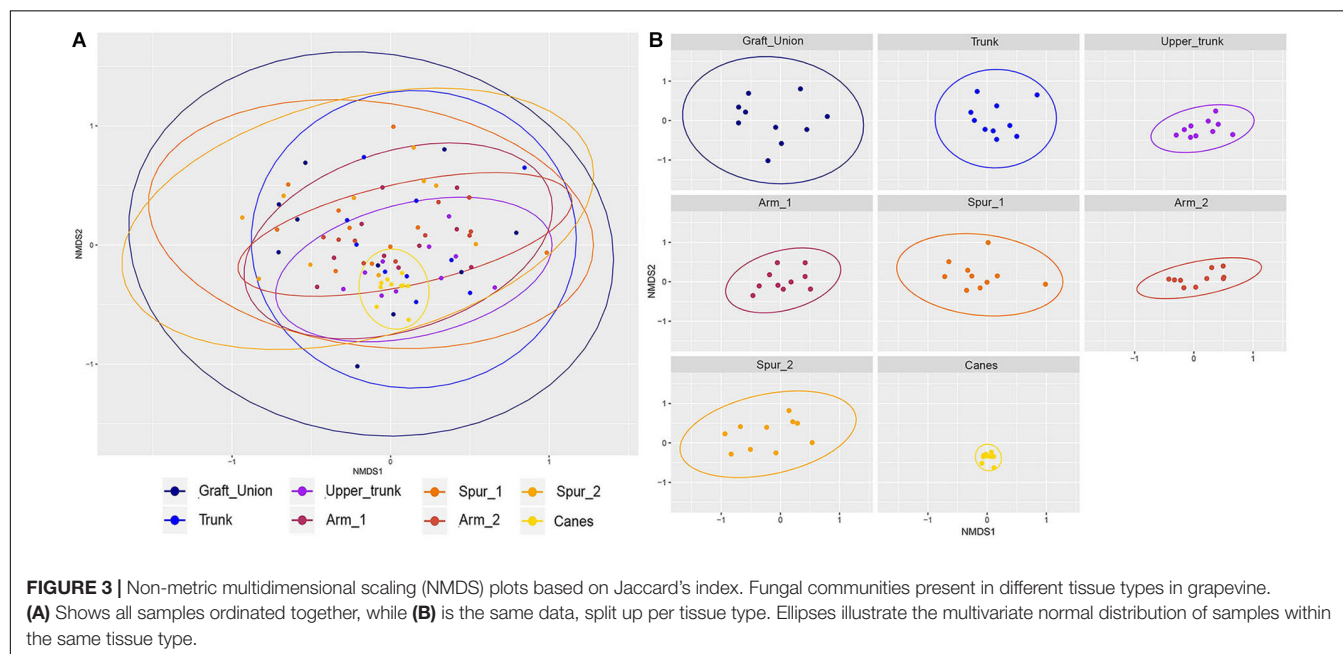 A
B
Graft_Union
Trunk
Upper_trunk
1
0
−1
NMDS2
−1
0
1
NMDS1
1
0
−1
Arm_1
Spur_1
Arm_2
NMDS2
1
0
−1
−1
0
1
Spur_2
Canes
1
0
−1
−1
0
1
−1
0
1
NMDS1
Graft_Union
Upper_trunk
Spur_1
Spur_2
Trunk
Arm_1
Arm_2
Canes
FIGURE 3 | Non-metric multidimensional scaling (NMDS) plots based on Jaccard's index. Fungal communities present in different tissue types in grapevine.
(A) Shows all samples ordinated together, while (B) is the same data, split up per tissue type. Ellipses illustrate the multivariate normal distribution of samples within
the same tissue type.